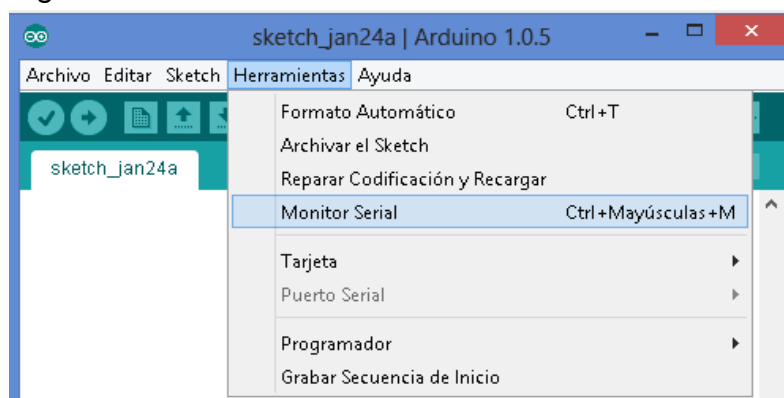 sketch_jan24a | Arduino 1.0.5
Archivo Editar Sketch Herramientas Ayuda
Formato Automático Ctrl+T
Archivar el Sketch
sketch_jan24a
Reparar Codificación y Recargar
Monitor Serial Ctrl+Mayúsculas+M
Tarjeta
Puerto Serial
Programador
Grabar Secuencia de Inicio